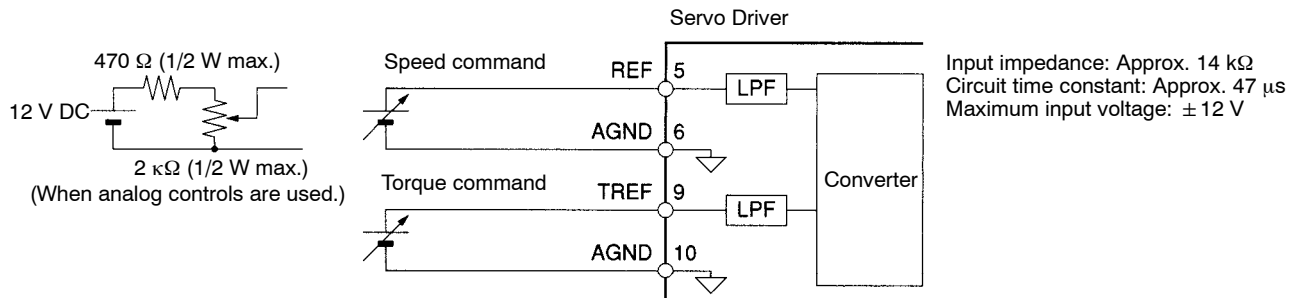 Servo Driver
470 Ω (1/2 W max.)
12 V DC
2 κΩ (1/2 W max.)
(When analog controls are used.)
Speed command
REF 5
LPF
AGND 6
Torque command
TREF 9
LPF
AGND 10
Converter
Input impedance: Approx. 14 kΩ
Circuit time constant: Approx. 47 μs
Maximum input voltage: ± 12 V